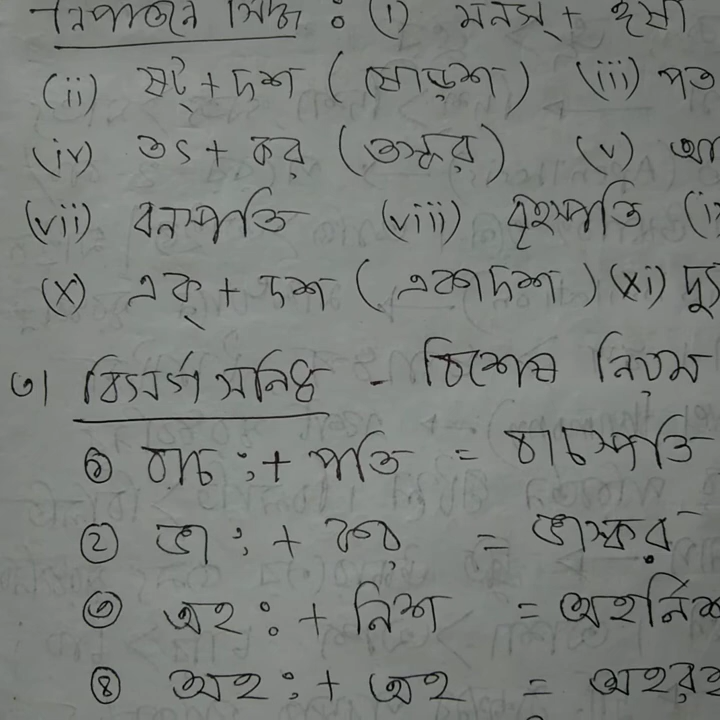 নিপাতনে সিদ্ধ : (i) মনস্ + ঈষা
(ii) ষট্ + দশ ( ষোড়শ ) (iii) পত
(iv) তৎ + কর (তস্কর) (v) আ
(vii) বনস্পতি (viii) বৃহস্পতি (i
(x) এক্ + দশ ( একাদশ ) (xi) দ্যু
৩। বিসর্গ সন্ধি - বিশেষ নিয়ম
① বাচ : + পতি = বাচস্পতি
② ভা : + কর = ভাস্কর
③ অহ : + নিশ = অহর্নিশ
④ অহ : + অহ = অহরহ